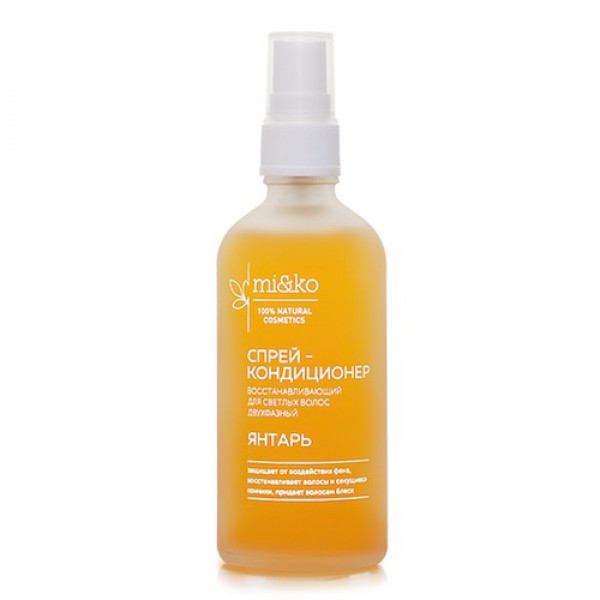 mi&ko
100% NATURAL
COSMETICS
СПРЕЙ -
КОНДИЦИОНЕР
ВОССТАНАВЛИВАЮЩИЙ
ДЛЯ СВЕТЛЫХ ВОЛОС
ДВУХФАЗНЫЙ
ЯНТАРЬ
защищает от воздействия фена,
восстанавливает волосы и секущиеся
кончики, придает волосам блеск